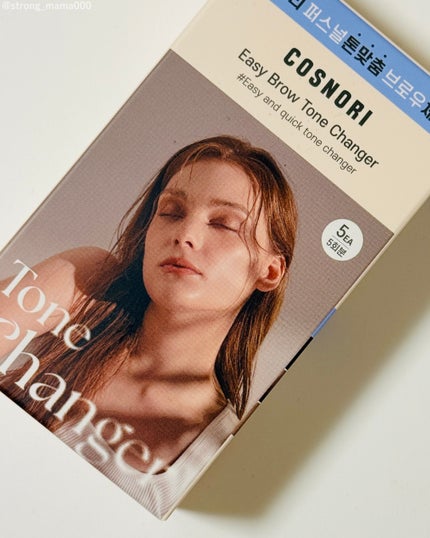 @strong_mama000
퍼스널톤맞춤 브로우
COSNORI
Easy Brow Tone Changer
#Easy and quick tone changer
5EA
5회분
Tone
Changer